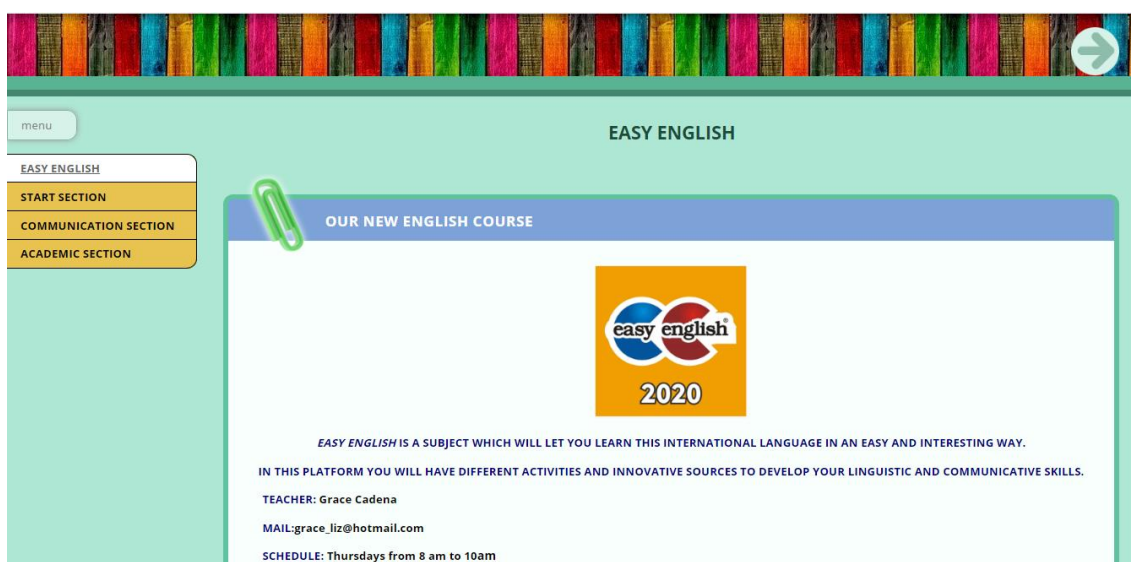 menu
EASY ENGLISH
EASY ENGLISH
START SECTION
COMMUNICATION SECTION
ACADEMIC SECTION
OUR NEW ENGLISH COURSE
easy english®
2020
EASY ENGLISH IS A SUBJECT WHICH WILL LET YOU LEARN THIS INTERNATIONAL LANGUAGE IN AN EASY AND INTERESTING WAY.
IN THIS PLATFORM YOU WILL HAVE DIFFERENT ACTIVITIES AND INNOVATIVE SOURCES TO DEVELOP YOUR LINGUISTIC AND COMMUNICATIVE SKILLS.
TEACHER: Grace Cadena
MAIL:grace_liz@hotmail.com
SCHEDULE: Thursdays from 8 am to 10am